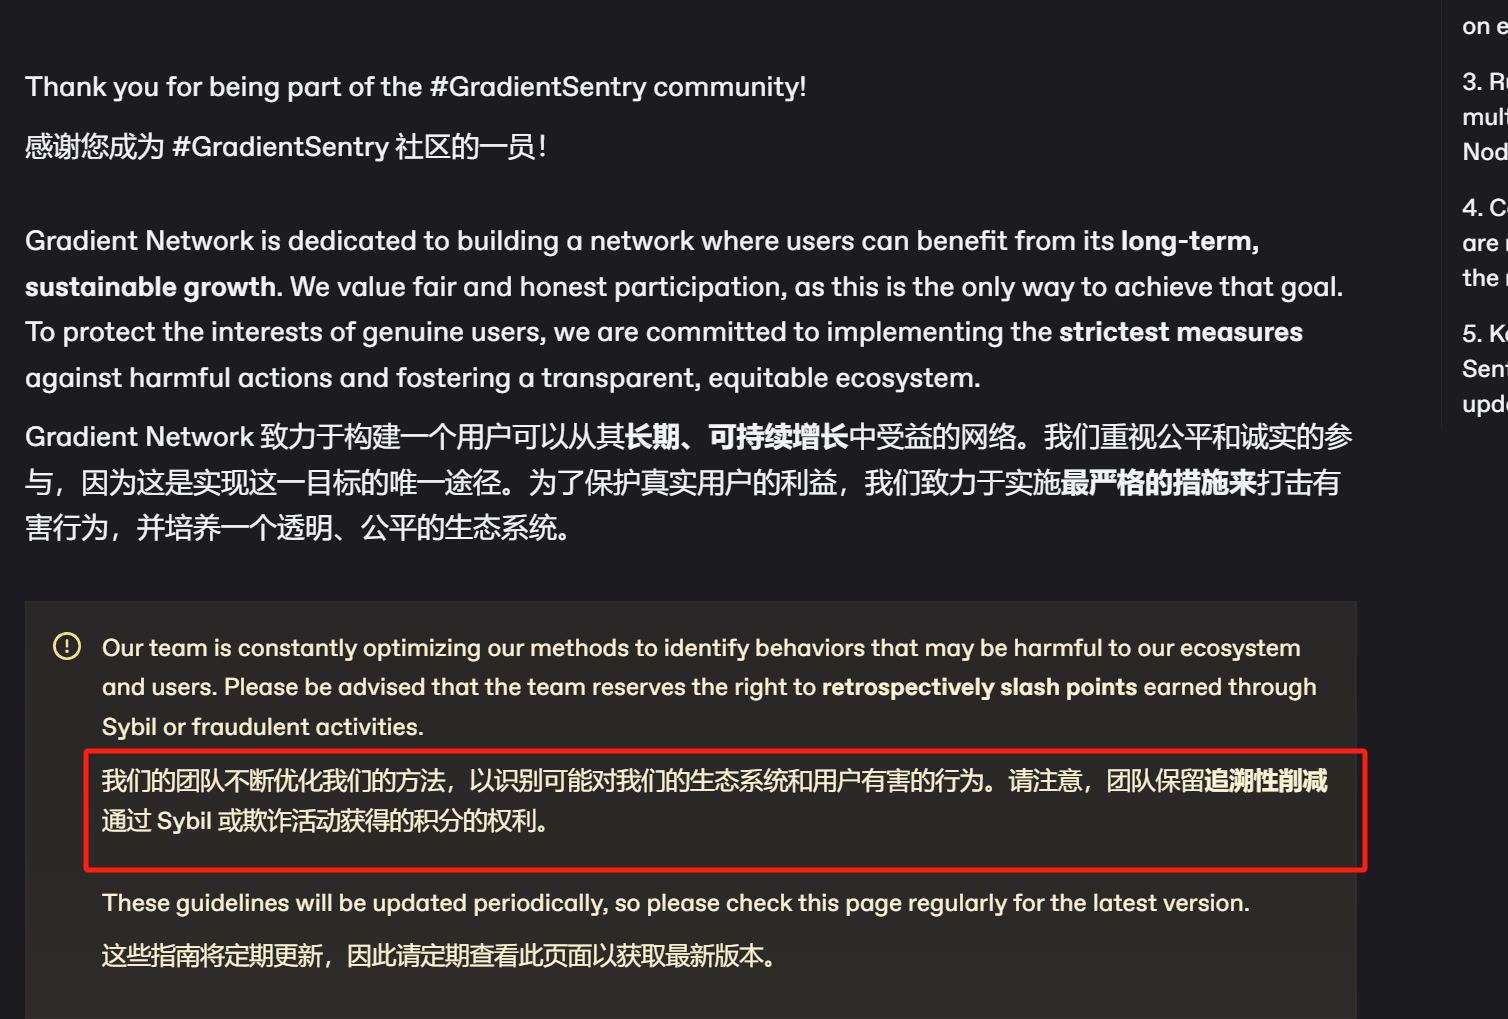 Thank you for being part of the #GradientSentry community!
感谢您成为 #GradientSentry 社区的一员！
Gradient Network is dedicated to building a network where users can benefit from its long-term,
sustainable growth. We value fair and honest participation, as this is the only way to achieve that goal.
To protect the interests of genuine users, we are committed to implementing the strictest measures
against harmful actions and fostering a transparent, equitable ecosystem.
Gradient Network 致力于构建一个用户可以从其长期、可持续增长中受益的网络。我们重视公平和诚实的参
与，因为这是实现这一目标的唯一途径。为了保护真实用户的利益，我们致力于实施最严格的措施来打击有
害行为，并培养一个透明、公平的生态系统。
Our team is constantly optimizing our methods to identify behaviors that may be harmful to our ecosystem
and users. Please be advised that the team reserves the right to retrospectively slash points earned through
Sybil or fraudulent activities.
我们的团队不断优化我们的方法，以识别可能对我们的生态系统和用户有害的行为。请注意，团队保留追溯性削减
通过 Sybil 或欺诈活动获得的积分的权利。
These guidelines will be updated periodically, so please check this page regularly for the latest version.
这些指南将定期更新，因此请定期查看此页面以获取最新版本。
on
3.
4.
are
the
5.